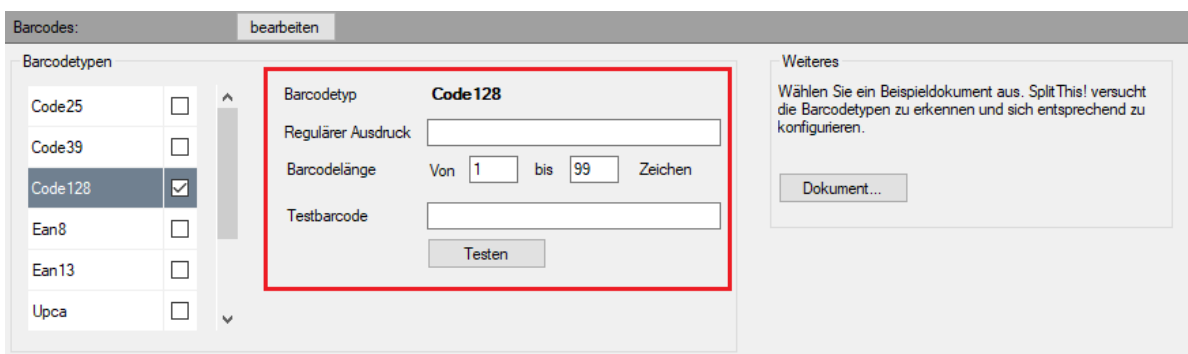 Barcodes: bearbeiten
Barcodetypen
Code25
Code39
Code128
Ean8
Ean13
Upca
Barcodetyp Code128
Regulärer Ausdruck
Barcodelänge Von 1 bis 99 Zeichen
Testbarcode
Testen
Weiteres
Wählen Sie ein Beispieldokument aus. SplitThis! versucht
die Barcodetypen zu erkennen und sich entsprechend zu
konfigurieren.
Dokument...